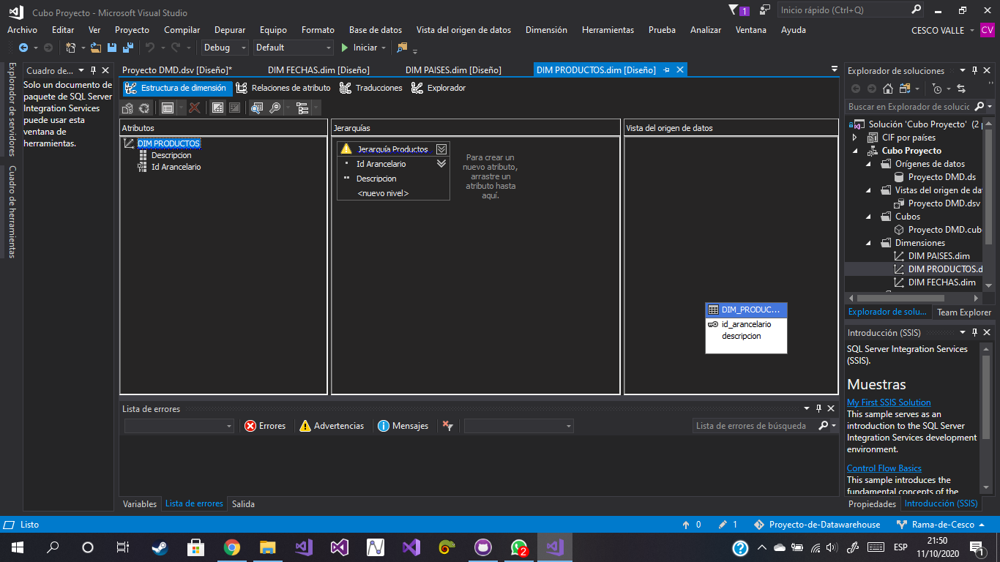 Cubo Proyecto - Microsoft Visual Studio
1
Inicio rápido (Ctrl+Q)
Archivo Editar Ver Proyecto Compilar Depurar Equipo Formato Base de datos Vista del origen de datos Dimensión Herramientas Prueba Analizar Ventana Ayuda
CESCO VALLE CV
Debug Default Iniciar
Explorador de servidores
Cuadro de herramientas
Cuadro de...
Solo un documento de
paquete de SQL Server
Integration Services
puede usar esta
ventana de
herramientas.
Proyecto DMD.dsv [Diseño]* DIM FECHAS.dim [Diseño] DIM PAISES.dim [Diseño] DIM PRODUCTOS.dim [Diseño]
Estructura de dimensión Relaciones de atributo Traducciones Explorador
Atributos
DIM PRODUCTOS
Descripcion
Id Arancelario
Jerarquías
Jerarquía Productos
Id Arancelario
Descripcion
<nuevo nivel>
Para crear un
nuevo atributo,
arrastre un
atributo hasta
aquí.
Vista del origen de datos
DIM_PRODUC...
id_arancelario
descripcion
Lista de errores
Errores Advertencias Mensajes
Lista de errores de búsqueda
Variables Lista de errores Salida
Explorador de soluciones
Buscar en Explorador de solucio
Solución 'Cubo Proyecto' (2 p
CIF por países
Cubo Proyecto
Orígenes de datos
Proyecto DMD.ds
Vistas del origen de dat
Proyecto DMD.dsv
Cubos
Proyecto DMD.cub
Dimensiones
DIM PAISES.dim
DIM PRODUCTOS.d
DIM FECHAS.dim
Explorador de solu... Team Explorer
Introducción (SSIS)
SQL Server Integration Services
(SSIS).
Muestras
My First SSIS Solution
This sample serves as an
introduction to the SQL Server
Integration Services development
environment.
Control Flow Basics
This sample introduces the
fundamental concepts of the
Propiedades Introducción (SSIS)
Listo
0 1 Proyecto-de-Datawarehouse Rama-de-Cesco
2
ESP
21:50
11/10/2020
1